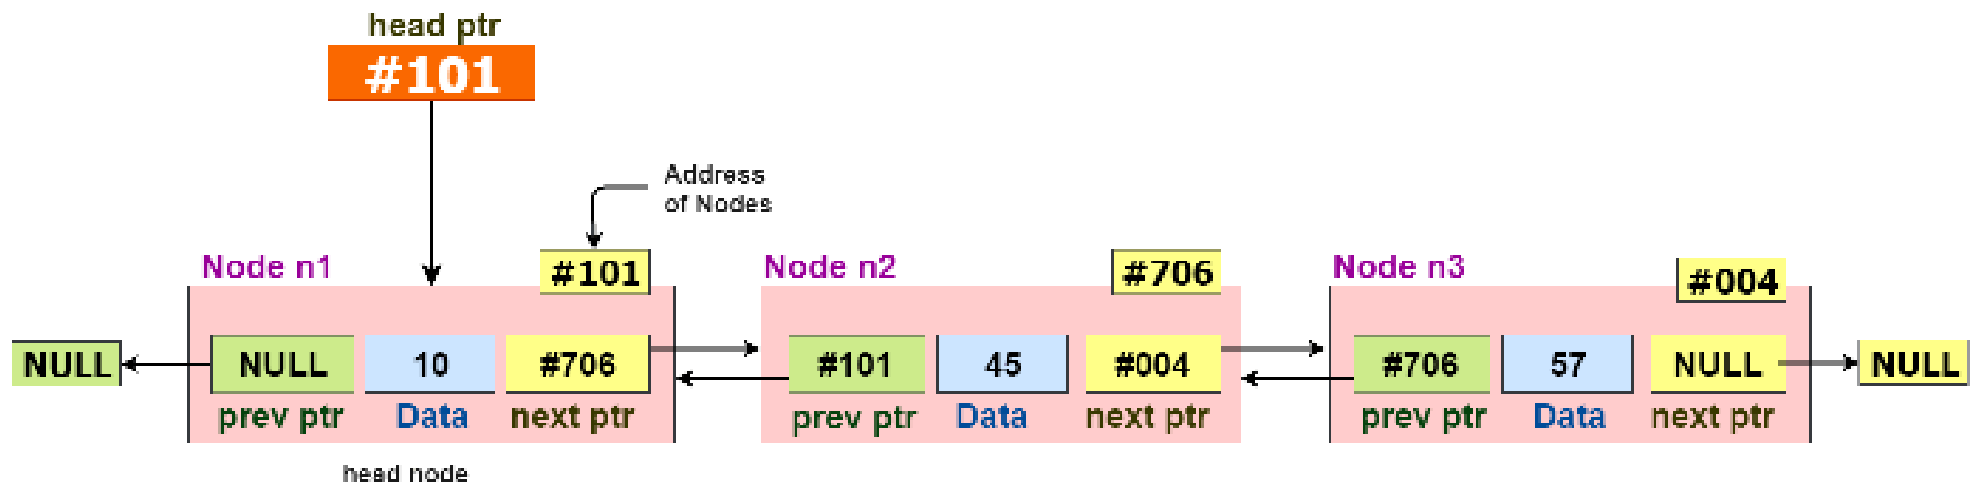 head ptr
#101
Address
of Nodes
Node n1
#101
Node n2
#706
Node n3
#004
NULL
NULL
10
#706
#101
45
#004
#706
57
NULL
NULL
prev ptr
Data
next ptr
prev ptr
Data
next ptr
prev ptr
Data
next ptr
head node